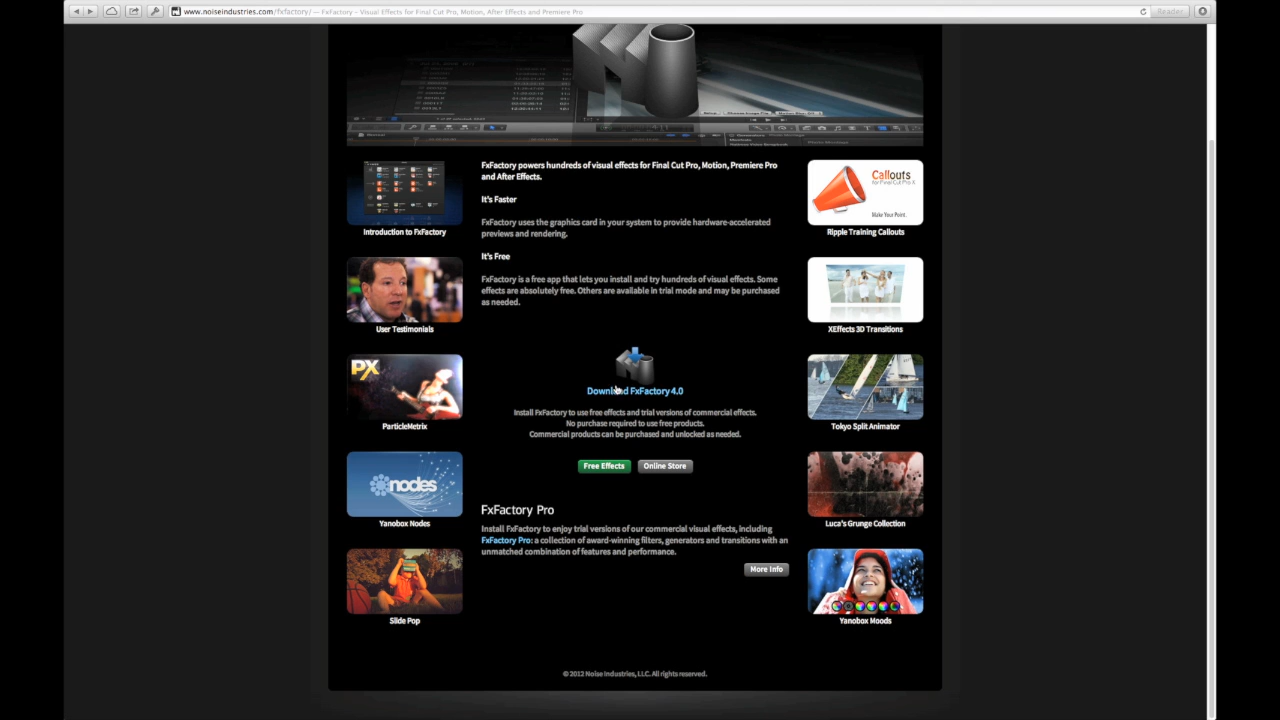 www.noiseindustries.com/fxfactory/ — FxFactory – Visual Effects for Final Cut Pro, Motion, After Effects and Premiere Pro
Reader
FxFactory powers hundreds of visual effects for Final Cut Pro, Motion, Premiere Pro
and After Effects.
It's Faster
FxFactory uses the graphics card in your system to provide hardware-accelerated
previews and rendering.
It's Free
FxFactory is a free app that lets you install and try hundreds of visual effects. Some
effects are absolutely free. Others are available in trial mode and may be purchased
as needed.
Download FxFactory 4.0
Install FxFactory to use free effects and trial versions of commercial effects.
No purchase required to use free products.
Commercial products can be purchased and unlocked as needed.
Free Effects
Online Store
FxFactory Pro
Install FxFactory to enjoy trial versions of our commercial visual effects, including
FxFactory Pro: a collection of award-winning filters, generators and transitions with an
unmatched combination of features and performance.
More Info
Introduction to FxFactory
User Testimonials
PX
ParticleMetrix
nodes
Yanobox Nodes
Slide Pop
Callouts
for Final Cut Pro X
Make Your Point.
Ripple Training Callouts
XEffects 3D Transitions
Tokyo Split Animator
Luca's Grunge Collection
Yanobox Moods
© 2012 Noise Industries, LLC. All rights reserved.